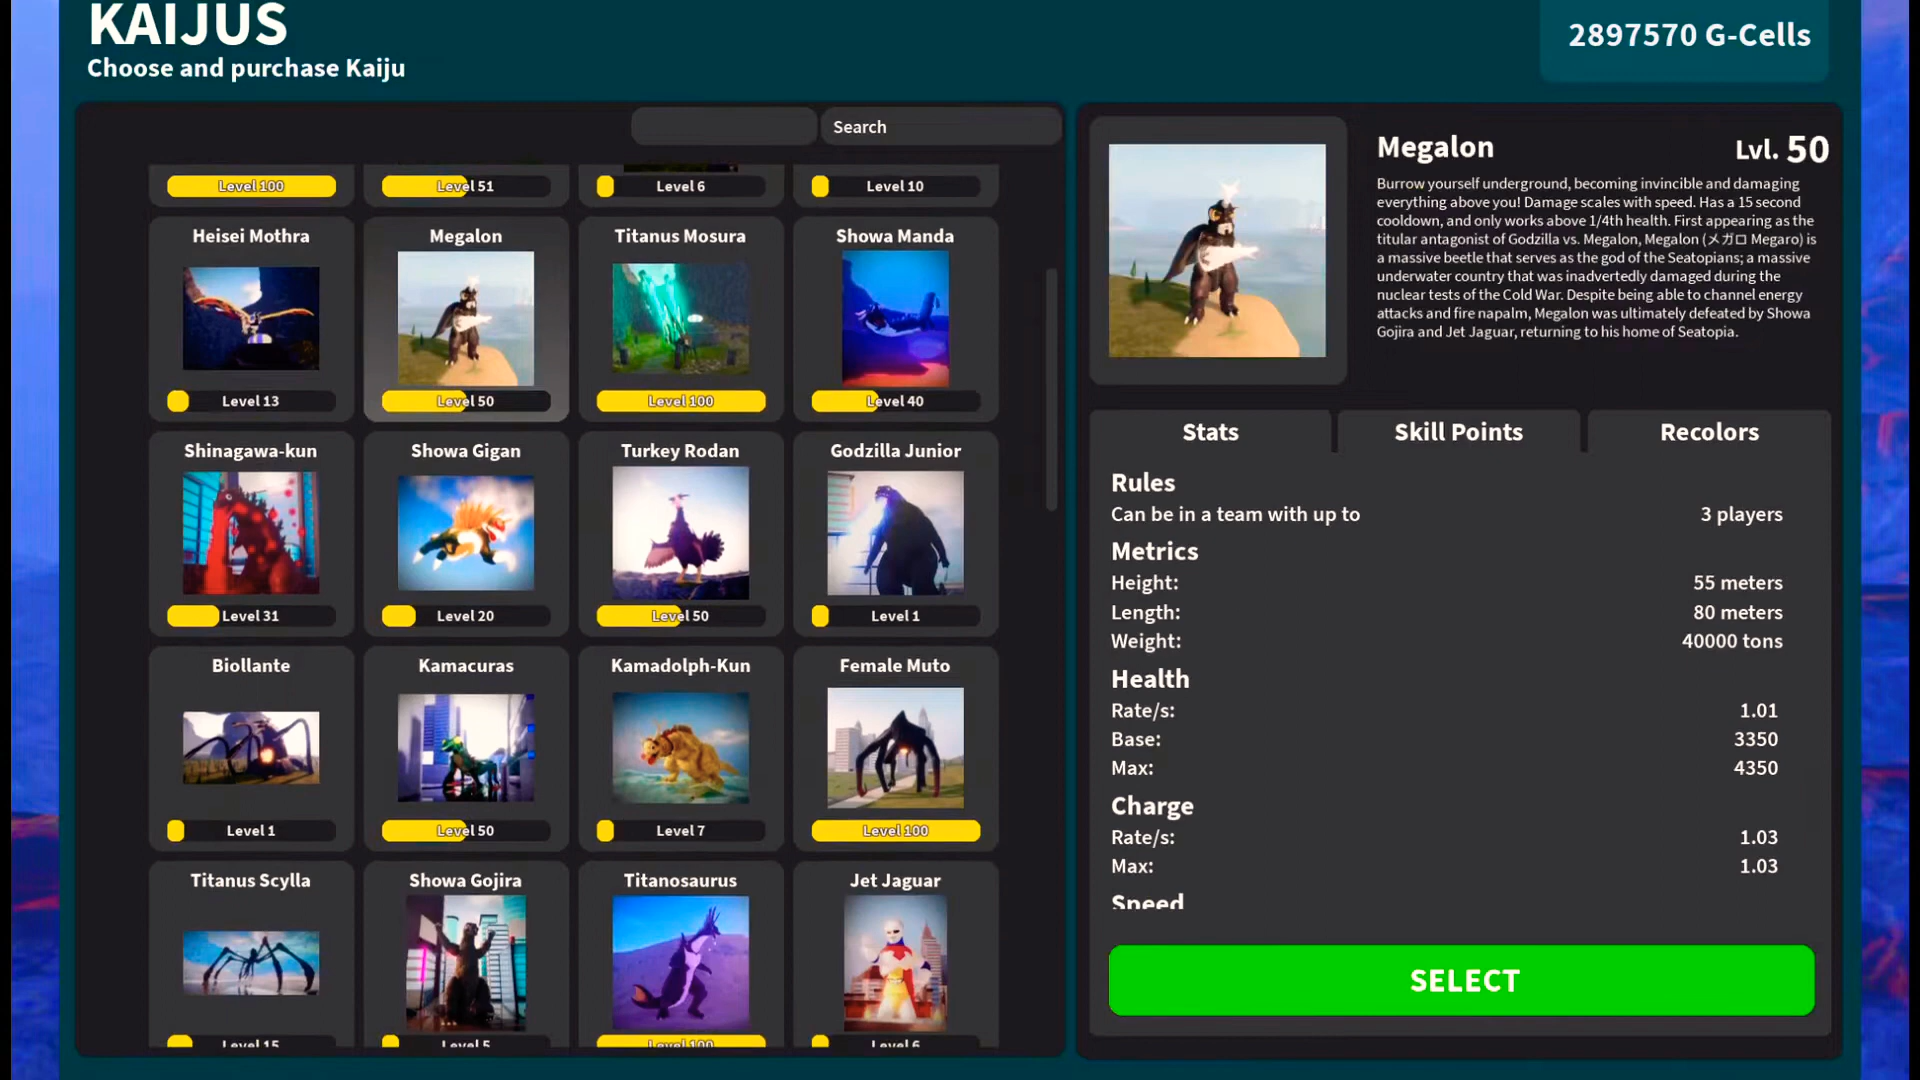 KAIJUS
Choose and purchase Kaiju
2897570 G-Cells
Search
Level 100
Level 51
Level 6
Level 10
Heisei Mothra
Megalon
Titanus Mosura
Showa Manda
Level 13
Level 50
Level 100
Level 40
Shinagawa-kun
Showa Gigan
Turkey Rodan
Godzilla Junior
Level 31
Level 20
Level 50
Level 1
Biollante
Kamacuras
Kamadolph-Kun
Female Muto
Level 1
Level 50
Level 7
Level 100
Titanus Scylla
Showa Gojira
Titanosaurus
Jet Jaguar
Level 15
Level 5
Level 100
Level 6
Megalon
Lvl. 50
Burrow yourself underground, becoming invincible and damaging
everything above you! Damage scales with speed. Has a 15 second
cooldown, and only works above 1/4th health. First appearing as the
titular antagonist of Godzilla vs. Megalon, Megalon (メガロ Megaro) is
a massive beetle that serves as the god of the Seatopians; a massive
underwater country that was inadvertedly damaged during the
nuclear tests of the Cold War. Despite being able to channel energy
attacks and fire napalm, Megalon was ultimately defeated by Showa
Gojira and Jet Jaguar, returning to his home of Seatopia.
Stats
Skill Points
Recolors
Rules
Can be in a team with up to 3 players
Metrics
Height: 55 meters
Length: 80 meters
Weight: 40000 tons
Health
Rate/s: 1.01
Base: 3350
Max: 4350
Charge
Rate/s: 1.03
Max: 1.03
Speed
SELECT